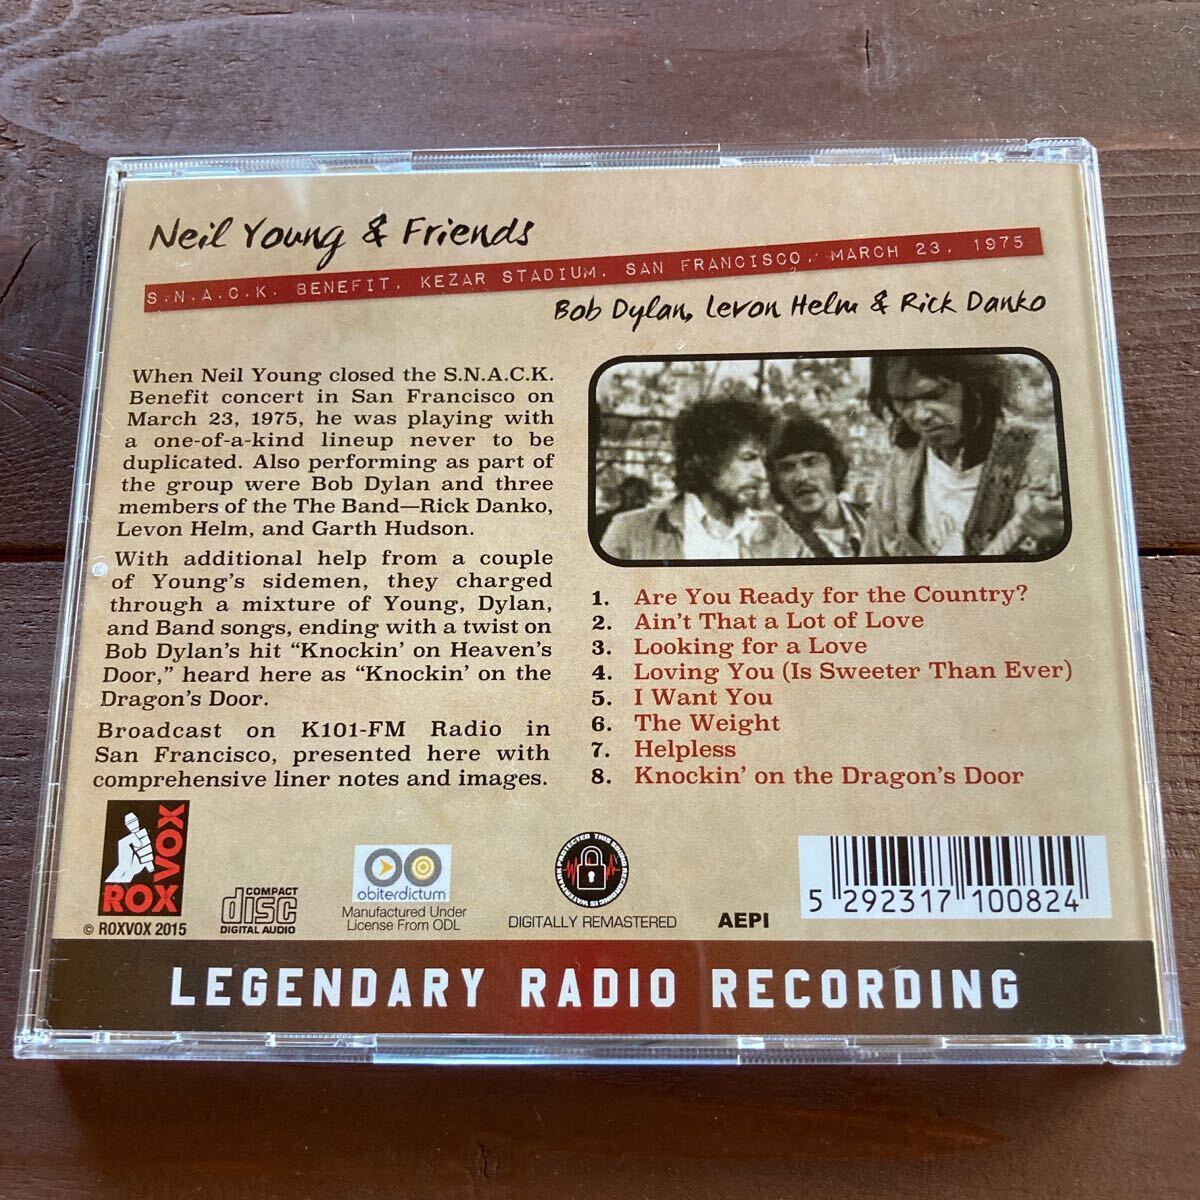 Neil Young & Friends
S.N.A.C.K. BENEFIT, KEZAR STADIUM, SAN FRANCISCO, MARCH 23, 1975
Bob Dylan, Levon Helm & Rick Danko
When Neil Young closed the S.N.A.C.K.
Benefit concert in San Francisco on
March 23, 1975, he was playing with
a one-of-a-kind lineup never to be
duplicated. Also performing as part of
the group were Bob Dylan and three
members of the The Band—Rick Danko,
Levon Helm, and Garth Hudson.
With additional help from a couple
of Young's sidemen, they charged
through a mixture of Young, Dylan,
and Band songs, ending with a twist on
Bob Dylan's hit "Knockin' on Heaven's
Door," heard here as "Knockin' on the
Dragon's Door.
Broadcast on K101-FM Radio in
San Francisco, presented here with
comprehensive liner notes and images.
1. Are You Ready for the Country?
2. Ain't That a Lot of Love
3. Looking for a Love
4. Loving You (Is Sweeter Than Ever)
5. I Want You
6. The Weight
7. Helpless
8. Knockin' on the Dragon's Door
ROX VOX
© ROXVOX 2015
COMPACT
disc
DIGITAL AUDIO
obiterdictum
Manufactured Under
License From ODL
PROTECTED THIS SOUND RECORDING IS WATERMARK
DIGITALLY REMASTERED
AEPI
5 292317 100824
LEGENDARY RADIO RECORDING